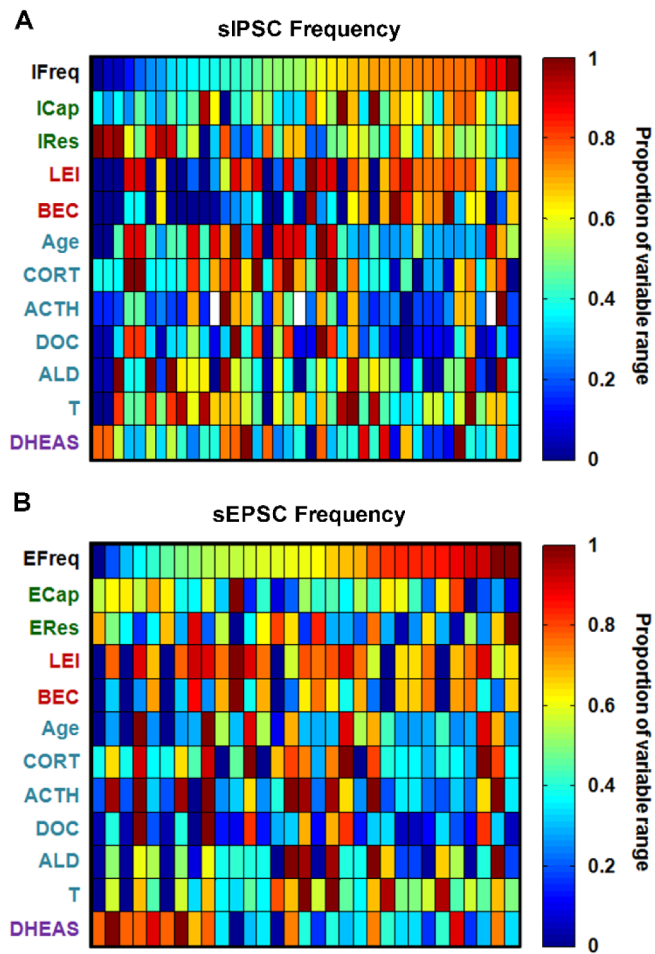 A
sIPSC Frequency
IFreq
ICap
IRes
LEI
BEC
Age
CORT
ACTH
DOC
ALD
T
DHEAS
1
0.8
0.6
0.4
0.2
0
Proportion of variable range
B
sEPSC Frequency
EFreq
ECap
ERes
LEI
BEC
Age
CORT
ACTH
DOC
ALD
T
DHEAS
1
0.8
0.6
0.4
0.2
0
Proportion of variable range